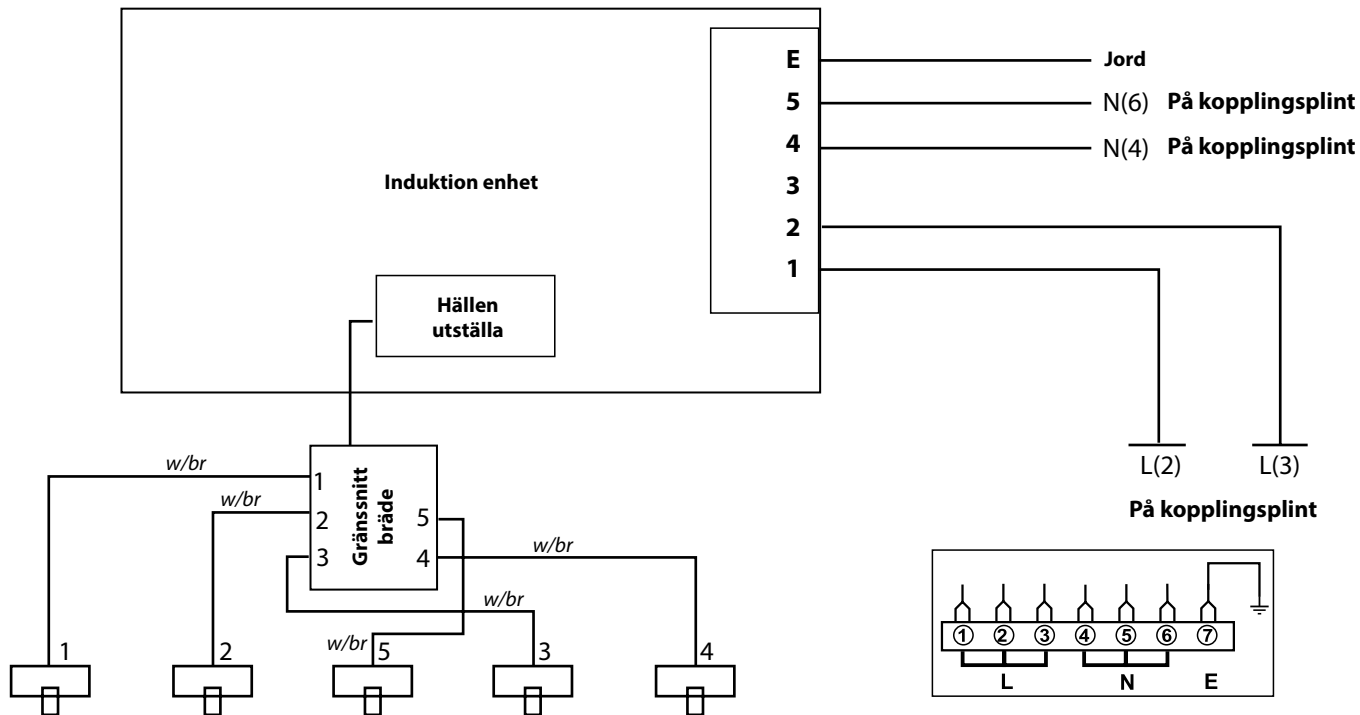 E
Jord
5
N(6) På kopplingsplint
4
N(4) På kopplingsplint
3
2
1
Induktion enhet
Hällen
utställa
L(2)
L(3)
På kopplingsplint
w/br
w/br
w/br
w/br
w/br
1
2
3
5
4
Gränssnitt
bräde
1
2
5
3
4
1 2 3 4 5 6 7
L N E